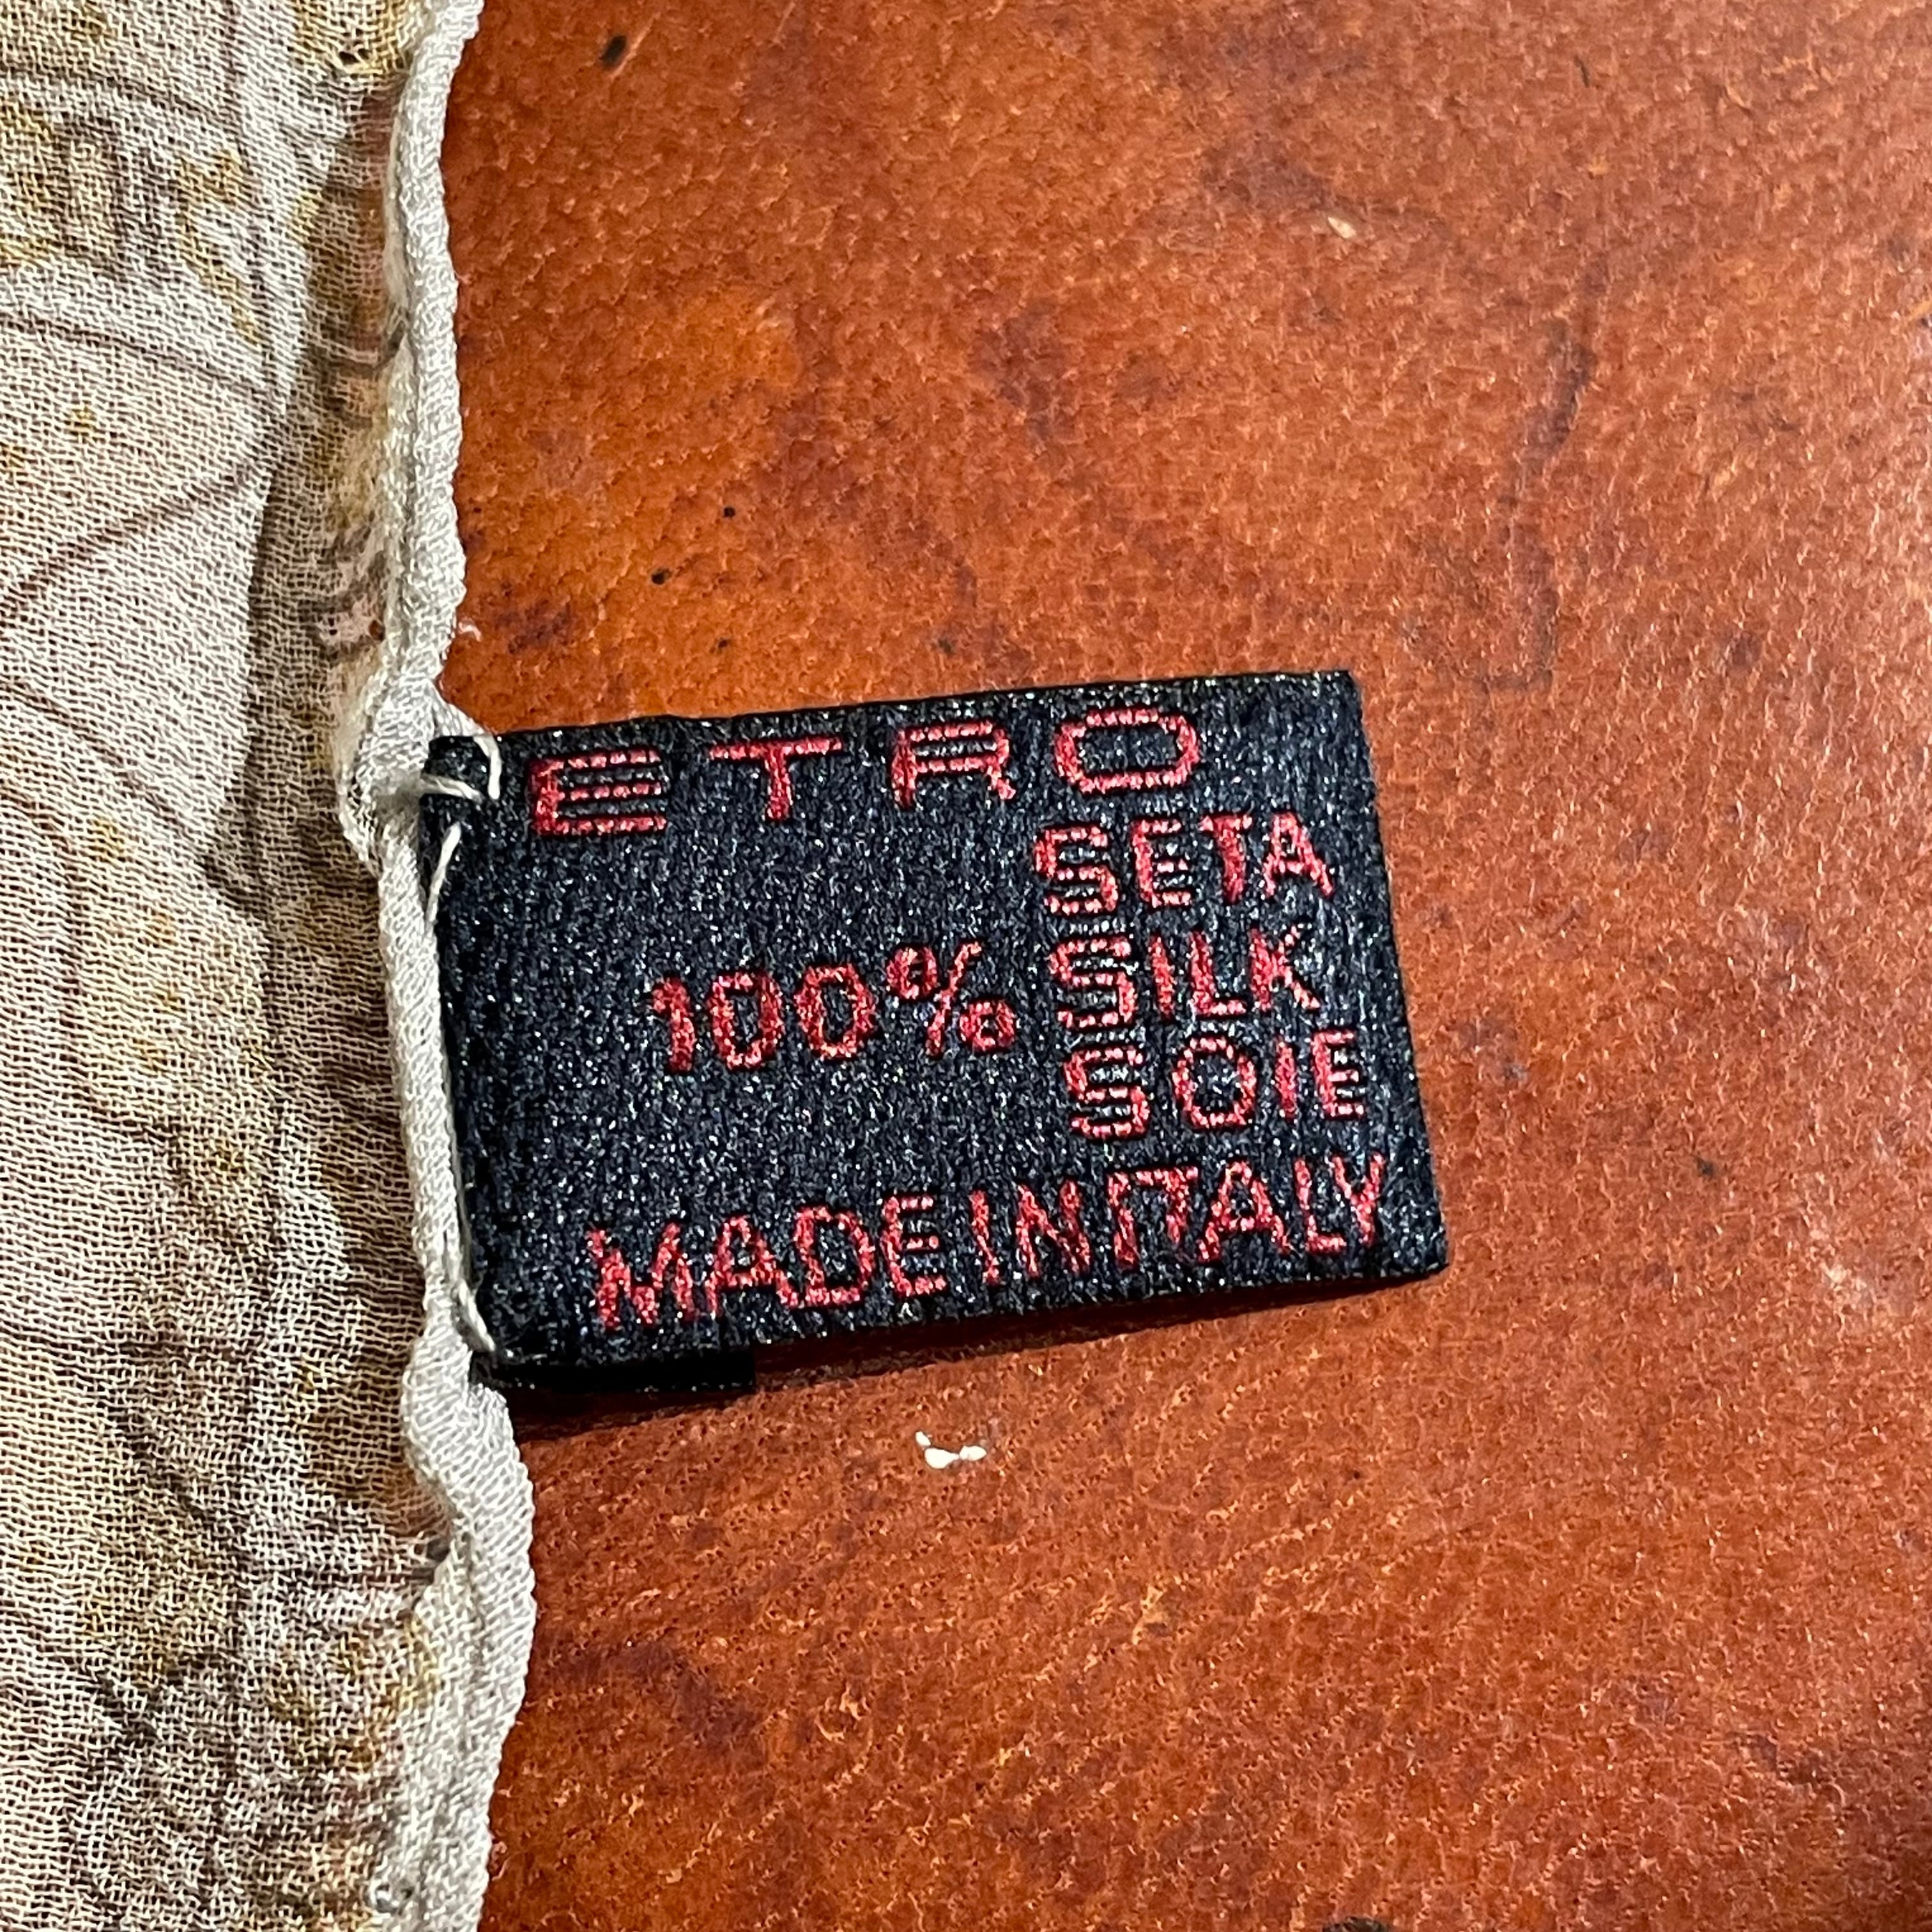 ETRO
SETA
100% SILK
SOIE
MADE IN ITALY